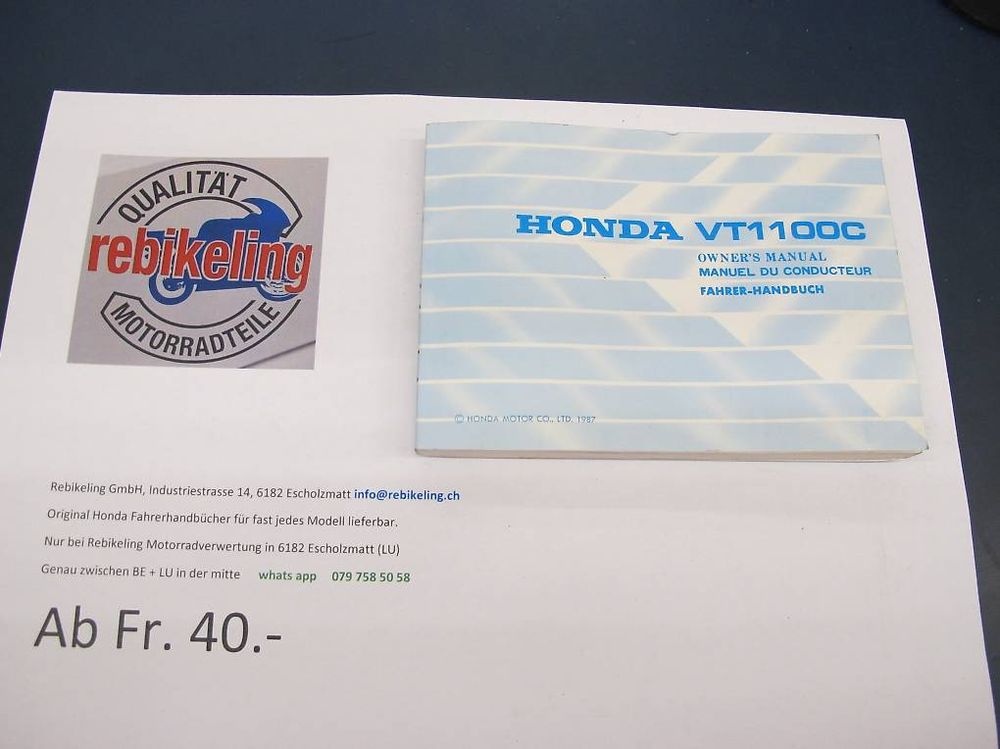 QUALITÄT
rebikeling
MOTORRADTEILE
HONDA VT1100C
OWNER'S MANUAL
MANUEL DU CONDUCTEUR
FAHRER-HANDBUCH
© HONDA MOTOR CO., LTD. 1987
Rebikeling GmbH, Industriestrasse 14, 6182 Escholzmatt info@rebikeling.ch
Original Honda Fahrerhandbücher für fast jedes Modell lieferbar.
Nur bei Rebikeling Motorradverwertung in 6182 Escholzmatt (LU)
Genau zwischen BE + LU in der mitte whats app 079 758 50 58
Ab Fr. 40.-